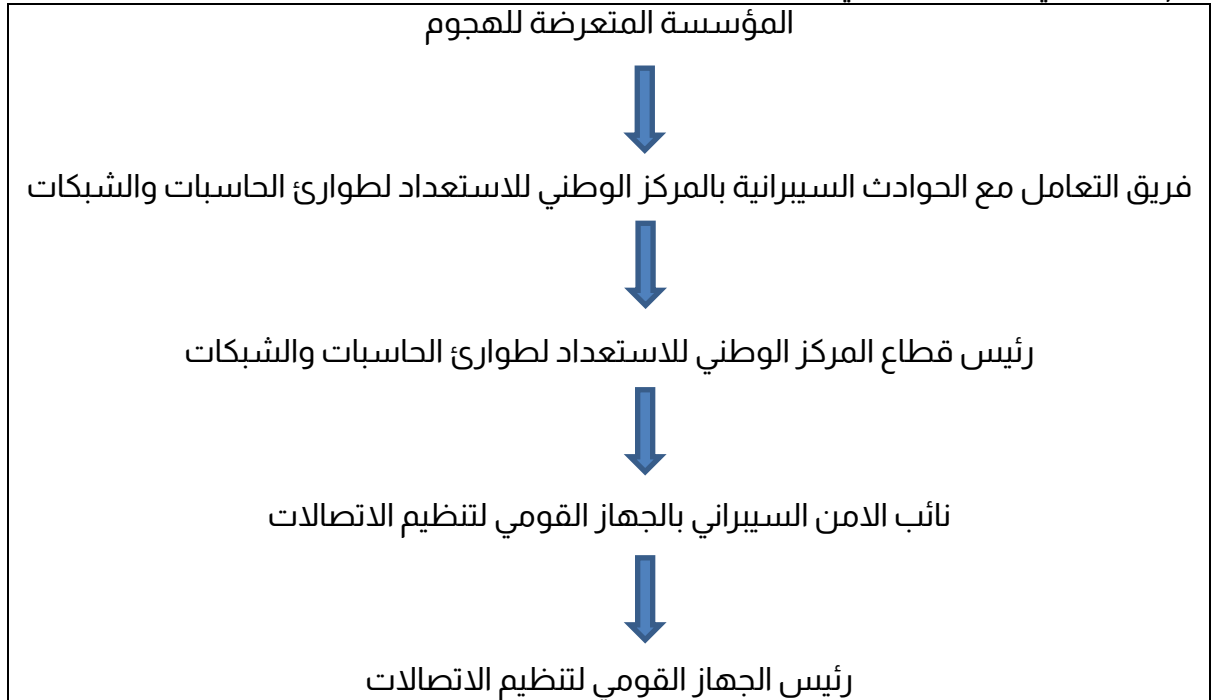 المؤسسة المتعرضة للهجوم
فريق التعامل مع الحوادث السيبرانية بالمركز الوطني للاستعداد لطوارئ الحاسبات والشبكات
رئيس قطاع المركز الوطني للاستعداد لطوارئ الحاسبات والشبكات
نائب الامن السيبراني بالجهاز القومي لتنظيم الاتصالات
رئيس الجهاز القومي لتنظيم الاتصالات